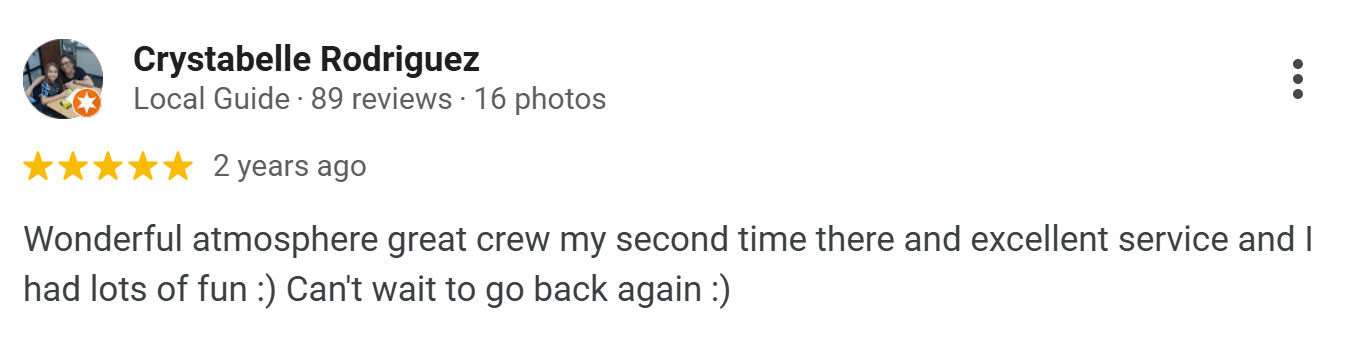 Crystabelle Rodriguez
Local Guide · 89 reviews · 16 photos
2 years ago
Wonderful atmosphere great crew my second time there and excellent service and I
had lots of fun :) Can't wait to go back again :)